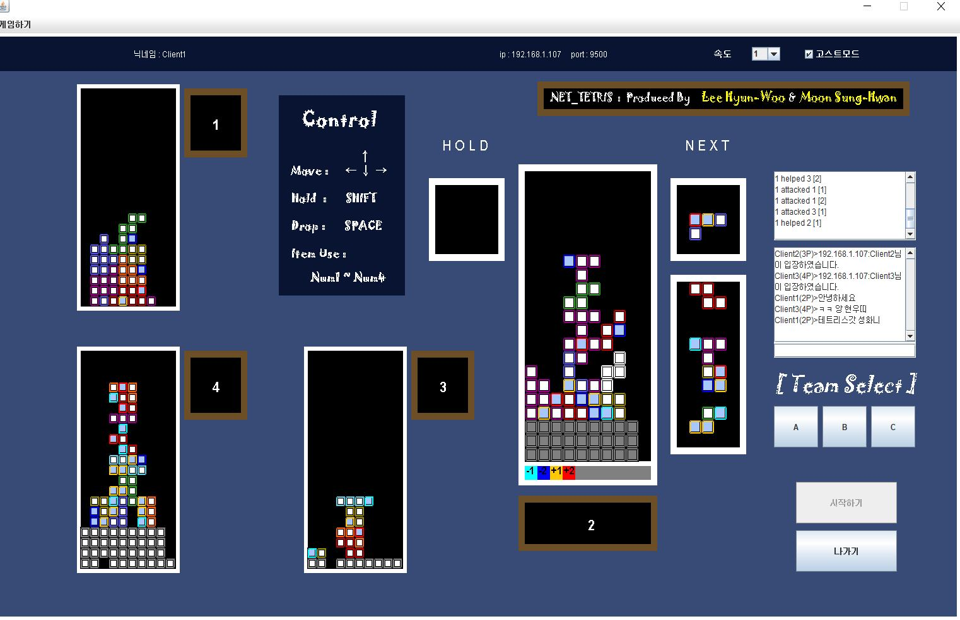 게임하기
닉네임 : Client1
ip : 192.168.1.107 port : 9500
속도
1
고스트모드
NET_TETRIS : Produced By Lee Hyun-Woo & Moon Sung-Hwan
1
Control
Move : ← ↑ ↓ →
Hold : SHIFT
Drop : SPACE
Item Use :
Num1 ~ Num4
HOLD
NEXT
1 helped 3 [2]
1 attacked 1 [1]
1 attacked 1 [2]
1 attacked 3 [1]
1 helped 2 [1]
Client2(3P)>192.168.1.107:Client2님
이 입장하였습니다.
Client3(4P)>192.168.1.107:Client3님
이 입장하였습니다.
Client1(2P)>안녕하세요
Client3(4P)>ㅋㅋ 양 현우띠
Client1(2P)>테트리스갓 성화니
4
3
-1
+1
+2
2
[ Team Select ]
A
B
C
시작하기
나가기